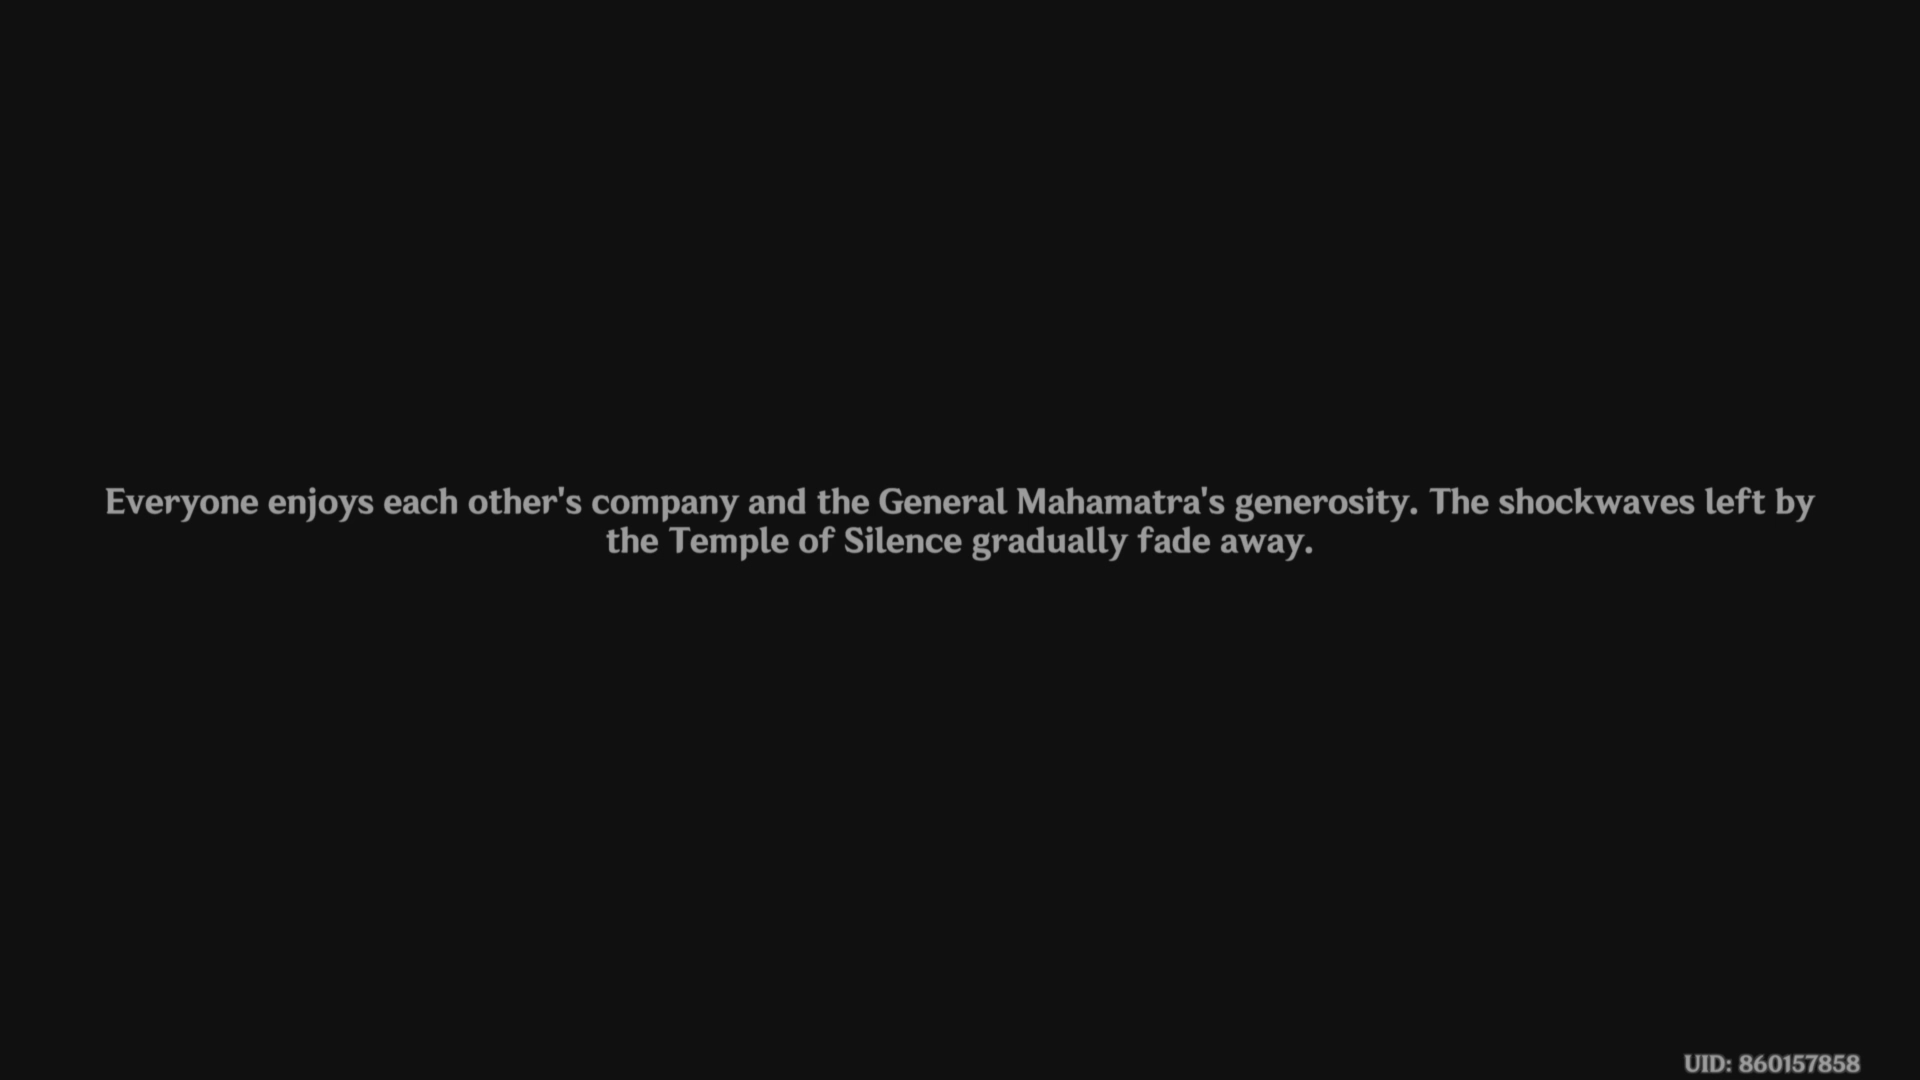 Everyone enjoys each other's company and the General Mahamatra's generosity. The shockwaves left by
the Temple of Silence gradually fade away.
UID: 860157858